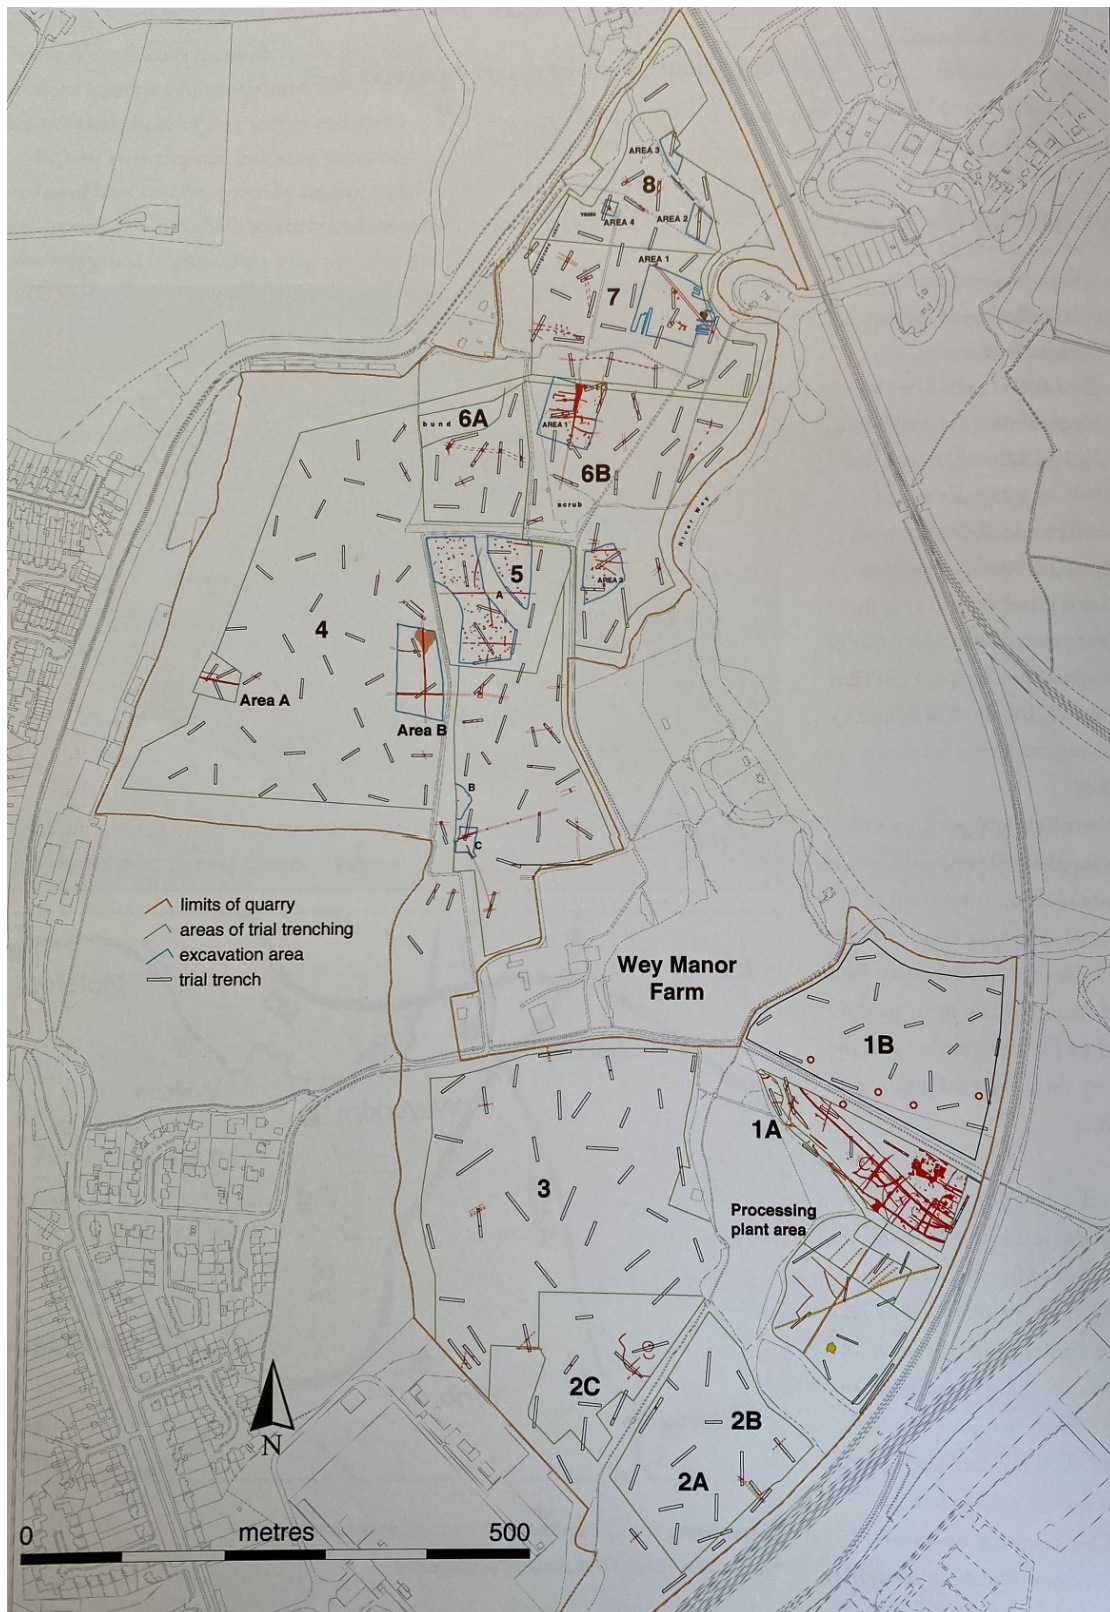 AREA 3
8
TREES
AREA 4
AREA 2
AREA 1
7
6A
bund
AREA 1
6B
scrub
River Wey
5
A
AREA 2
4
Area A
Area B
B
C
limits of quarry
areas of trial trenching
excavation area
trial trench
Wey Manor
Farm
1B
1A
3
Processing
plant area
2C
2B
2A
N
0
metres
500